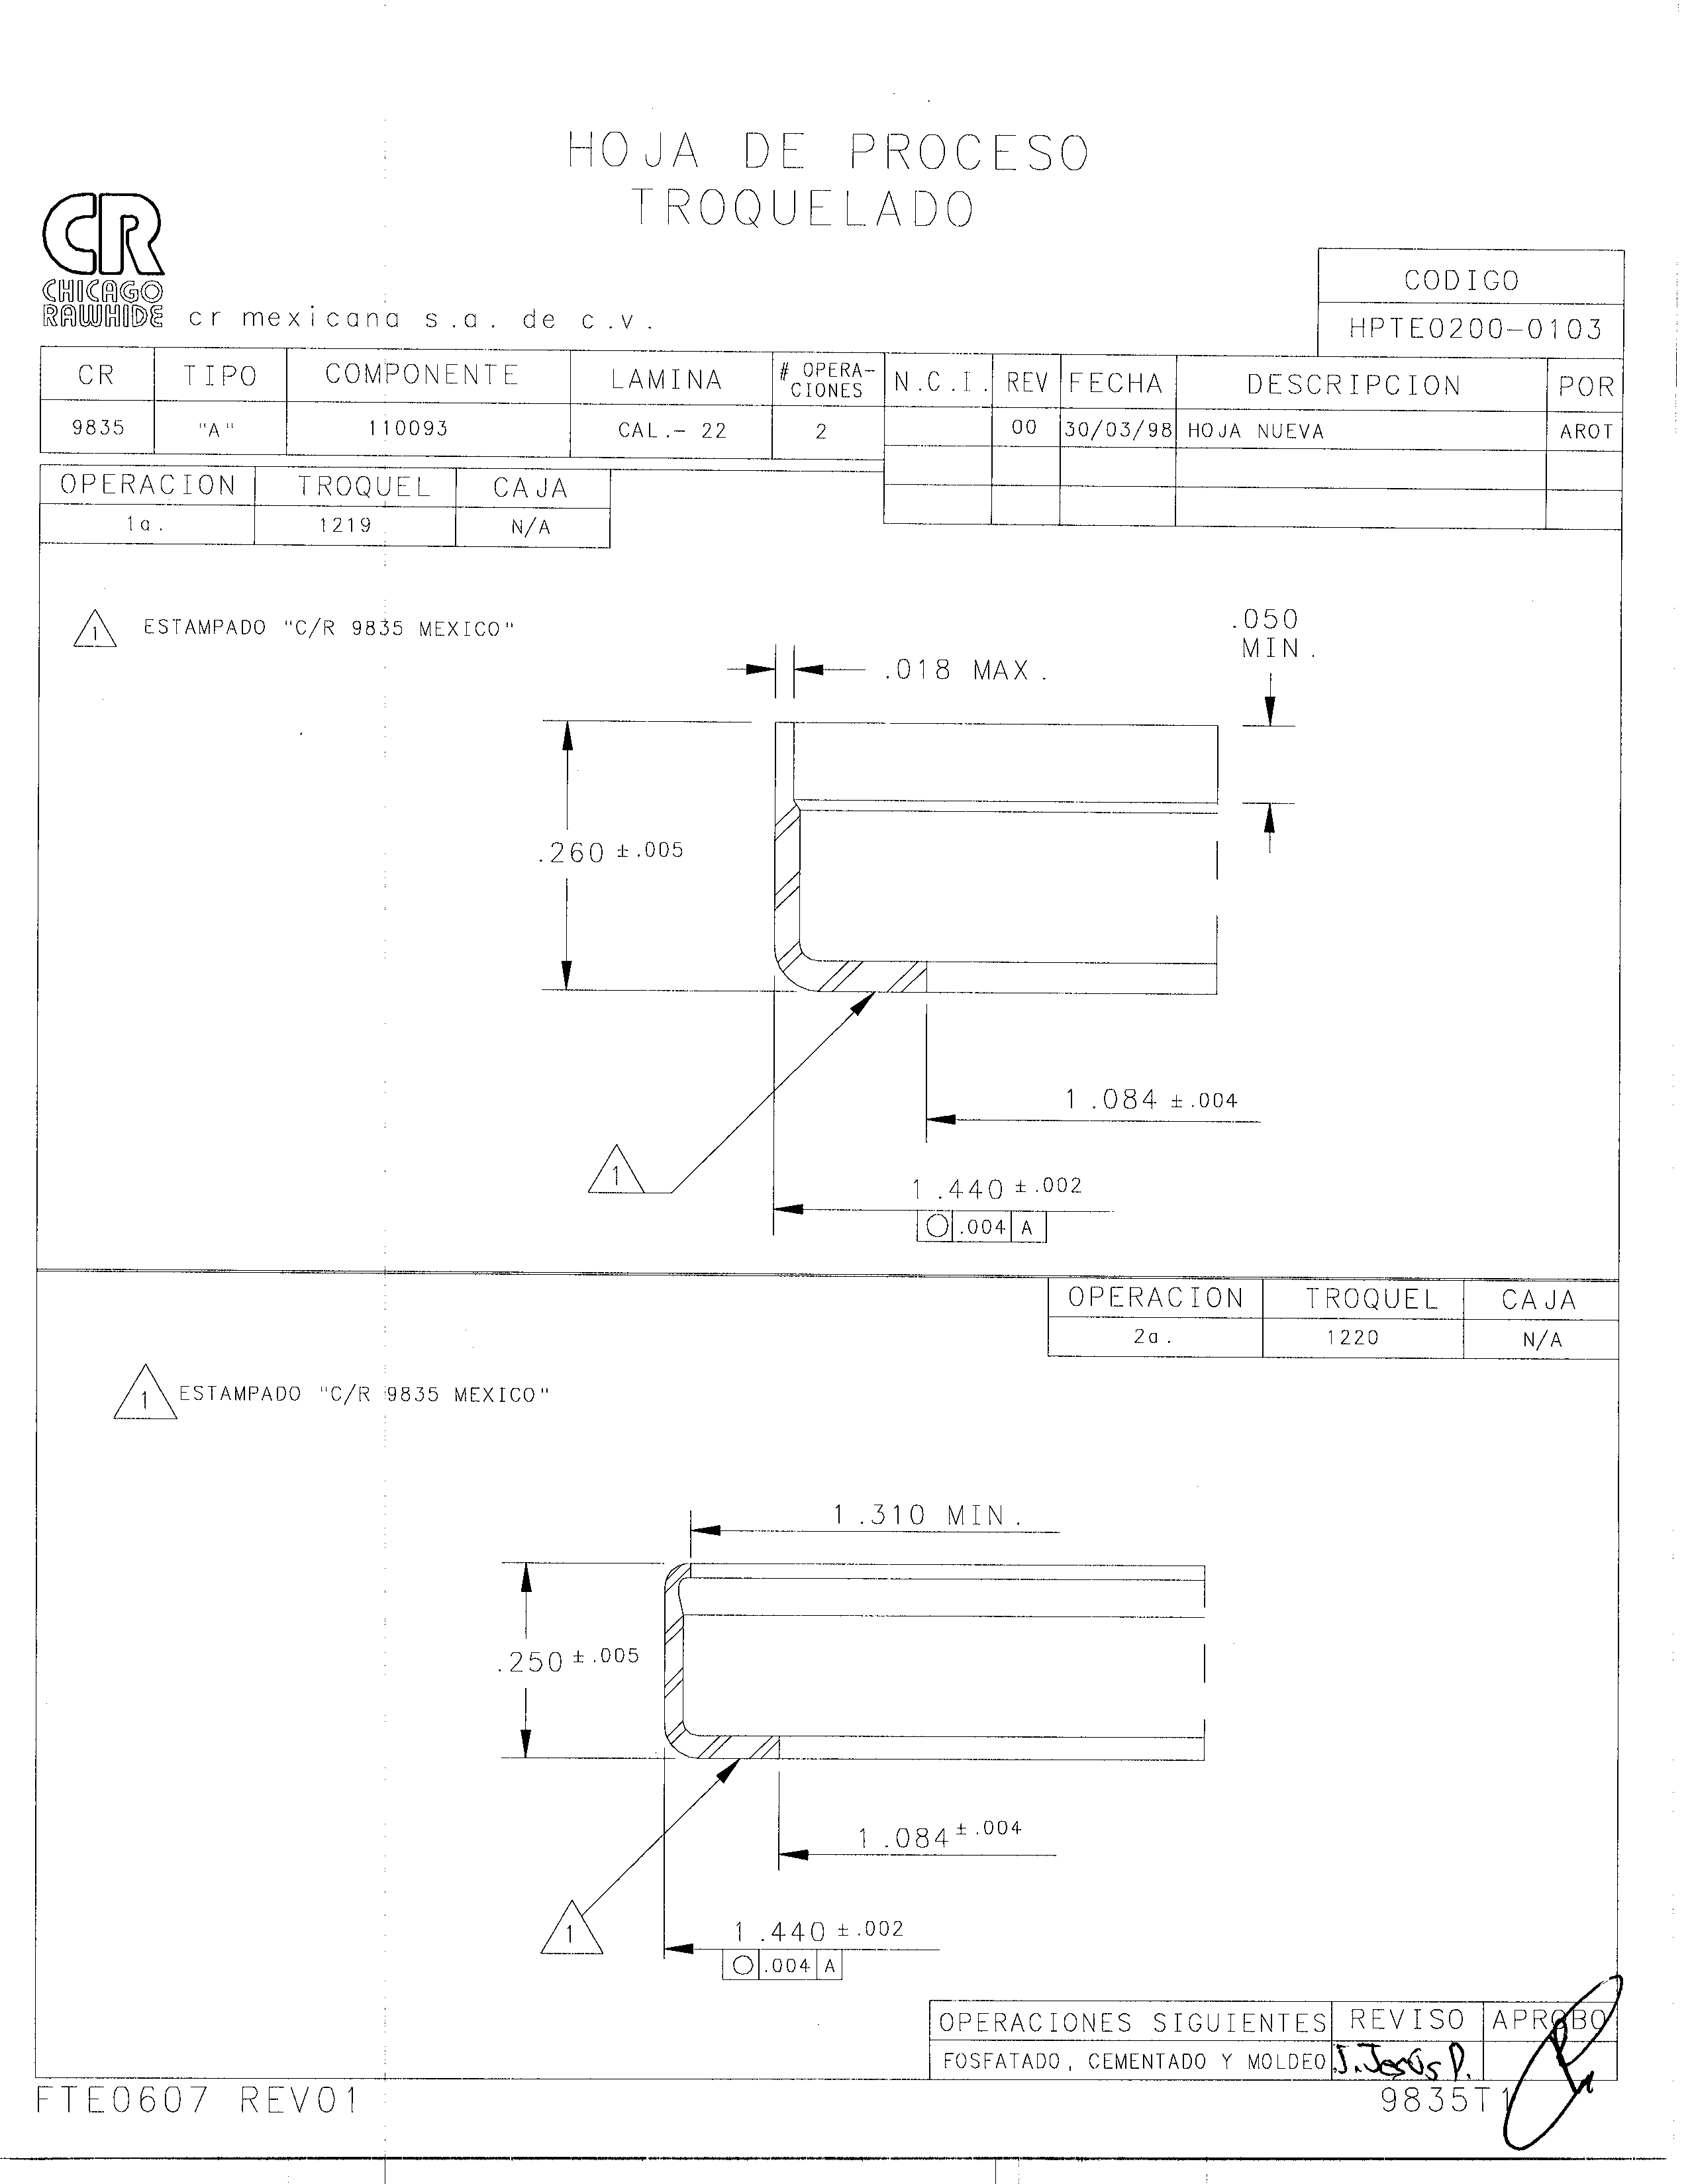 HOJA DE PROCESO
TROQUELADO
CR
CHICAGO
RAWHIDE
cr mexicana s.a. de c.v.
CODIGO
HPTE0200-0103
CR TIPO COMPONENTE LAMINA # OPERA-CIONES N.C.I. REV FECHA DESCRIPCION POR
9835 "A" 110093 CAL.- 22 2 00 30/03/98 HOJA NUEVA AROT
OPERACION TROQUEL CAJA
1a. 1219 N/A
1 ESTAMPADO "C/R 9835 MEXICO"
.050
MIN.
.018 MAX.
.260 ±.005
1.084 ±.004
1
1.440 ±.002
○ .004 A
OPERACION TROQUEL CAJA
2a. 1220 N/A
1 ESTAMPADO "C/R 9835 MEXICO"
1.310 MIN.
.250 ±.005
1.084 ±.004
1
1.440 ±.002
○ .004 A
OPERACIONES SIGUIENTES REVISO APROBO
FOSFATADO, CEMENTADO Y MOLDEO J. Jesús P.
FTE0607 REV01
9835T1